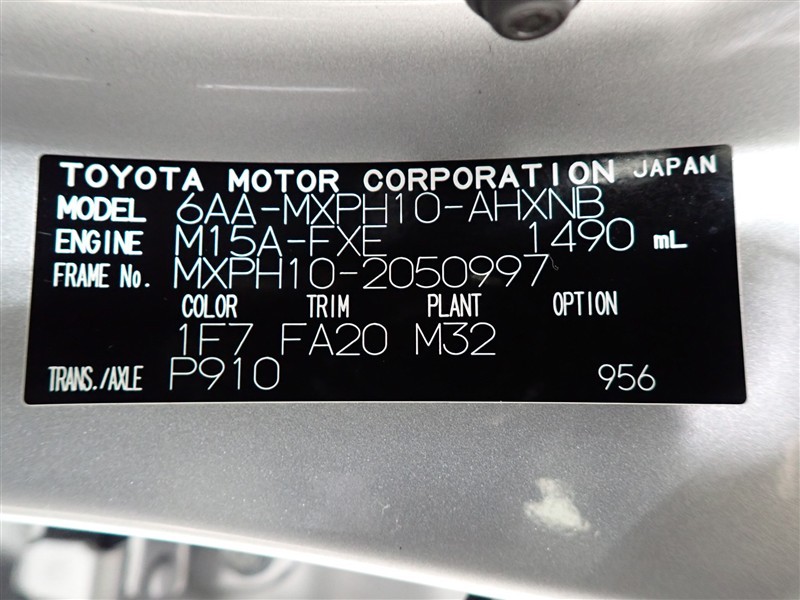 TOYOTA MOTOR CORPORATION JAPAN
MODEL 6AA-MXPH10-AHXNB
ENGINE M15A-FXE 1490 mL
FRAME No. MXPH10-2050997
COLOR TRIM PLANT OPTION
1F7 FA20 M32
TRANS./AXLE P910 956